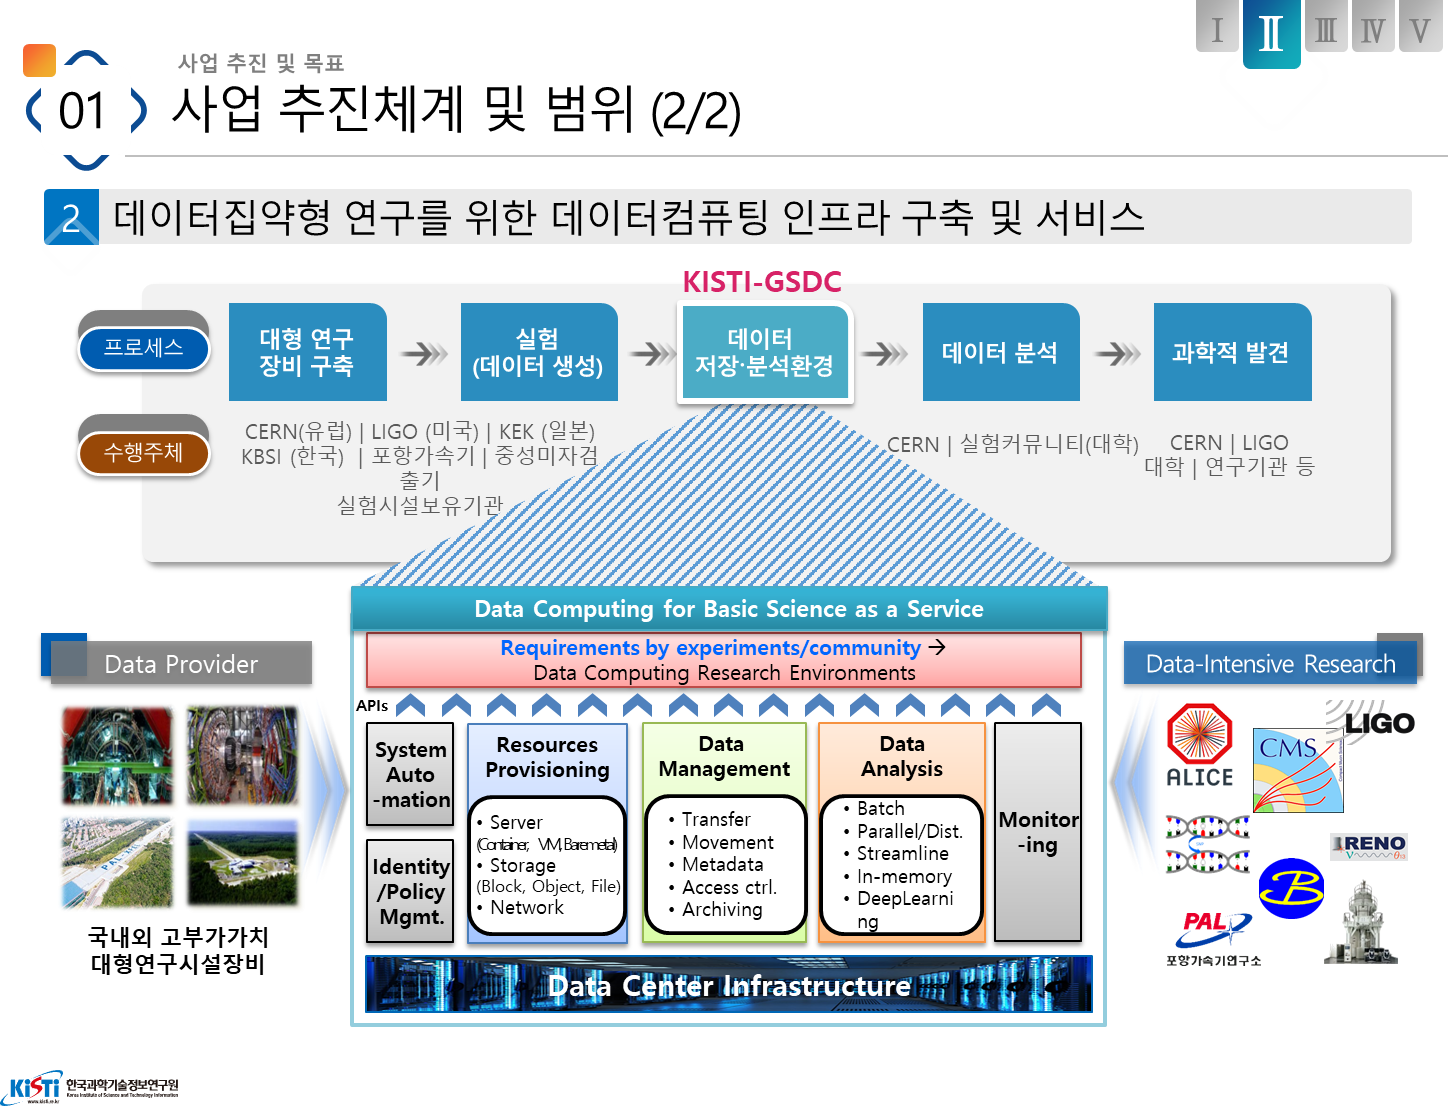 Ⅰ Ⅱ Ⅲ Ⅳ Ⅴ
사업 추진 및 목표
01 사업 추진체계 및 범위 (2/2)
2 데이터집약형 연구를 위한 데이터컴퓨팅 인프라 구축 및 서비스
KISTI-GSDC
프로세스
대형 연구
장비 구축
실험
(데이터 생성)
데이터
저장·분석환경
데이터 분석
과학적 발견
수행주체
CERN(유럽) | LIGO (미국) | KEK (일본)
KBSI (한국) | 포항가속기 | 중성미자검
출기
실험시설보유기관
CERN | 실험커뮤니티(대학)
CERN | LIGO
대학 | 연구기관 등
Data Computing for Basic Science as a Service
Requirements by experiments/community →
Data Computing Research Environments
APIs
Data Provider
국내외 고부가가치
대형연구시설장비
System
Auto
-mation
Identity
/Policy
Mgmt.
Resources
Provisioning
• Server
(Container, VM, Baremetal)
• Storage
(Block, Object, File)
• Network
Data
Management
• Transfer
• Movement
• Metadata
• Access ctrl.
• Archiving
Data
Analysis
• Batch
• Parallel/Dist.
• Streamline
• In-memory
• DeepLearni
ng
Monitor
-ing
Data Center Infrastructure
Data-Intensive Research
ALICE
CMS
LIGO
RENO
B
PAL
포항가속기연구소
KiSTi 한국과학기술정보연구원
Korea Institute of Science and Technology Information
www.kisti.re.kr